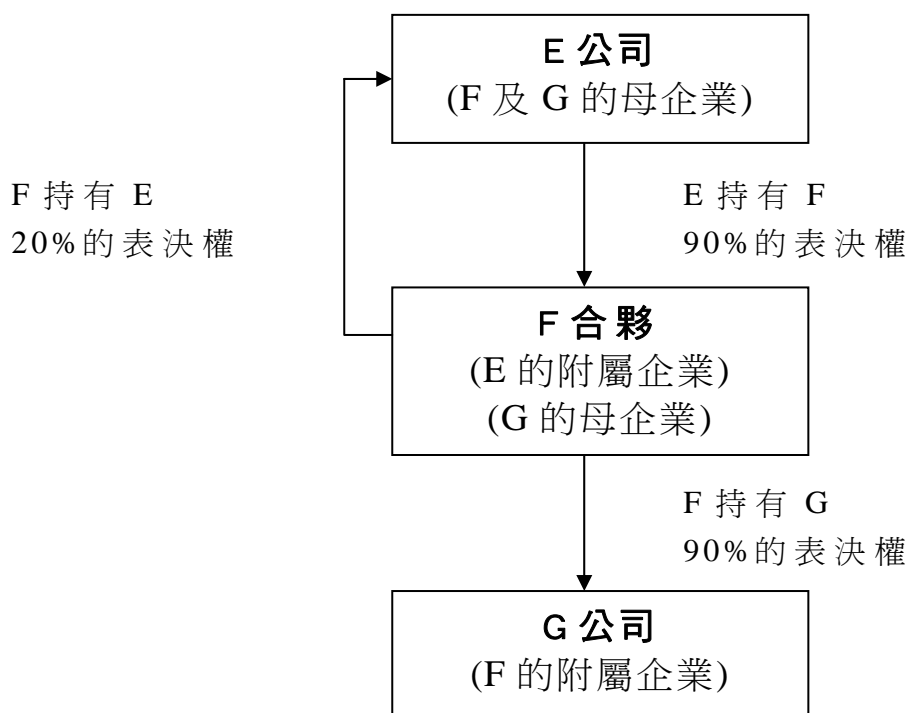 E 公司
(F 及 G 的母企業)
F 持有 E
20%的表決權
E 持有 F
90%的表決權
F 合夥
(E 的附屬企業)
(G 的母企業)
F 持有 G
90%的表決權
G 公司
(F 的附屬企業)